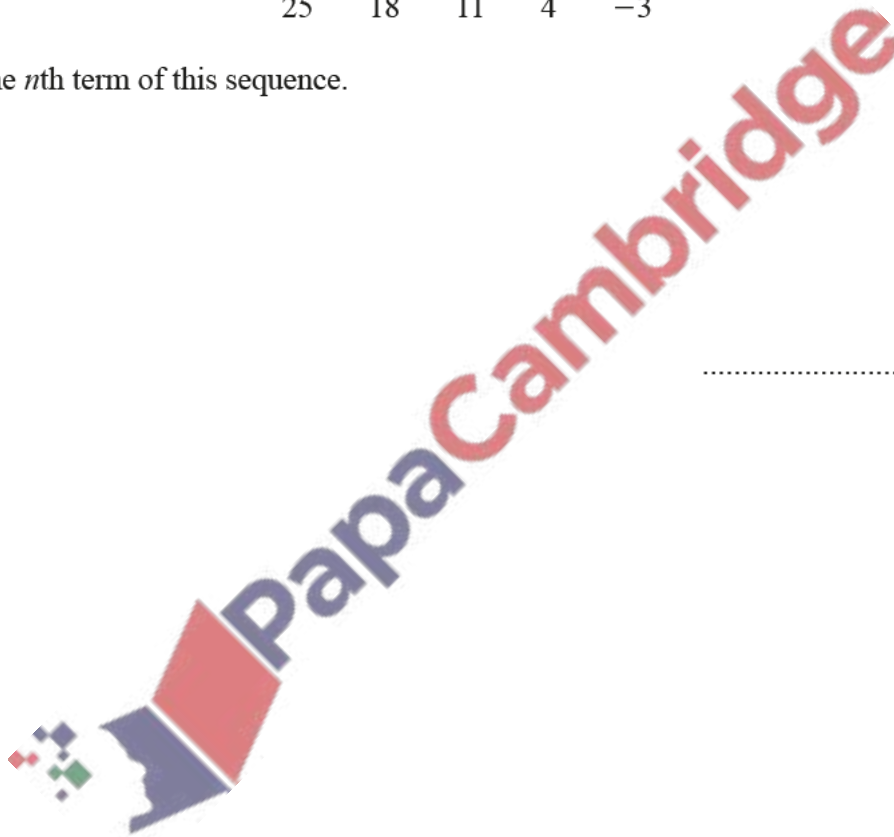 25 18 11 4 −3
nth term of this sequence.
....................
PapaCambridge